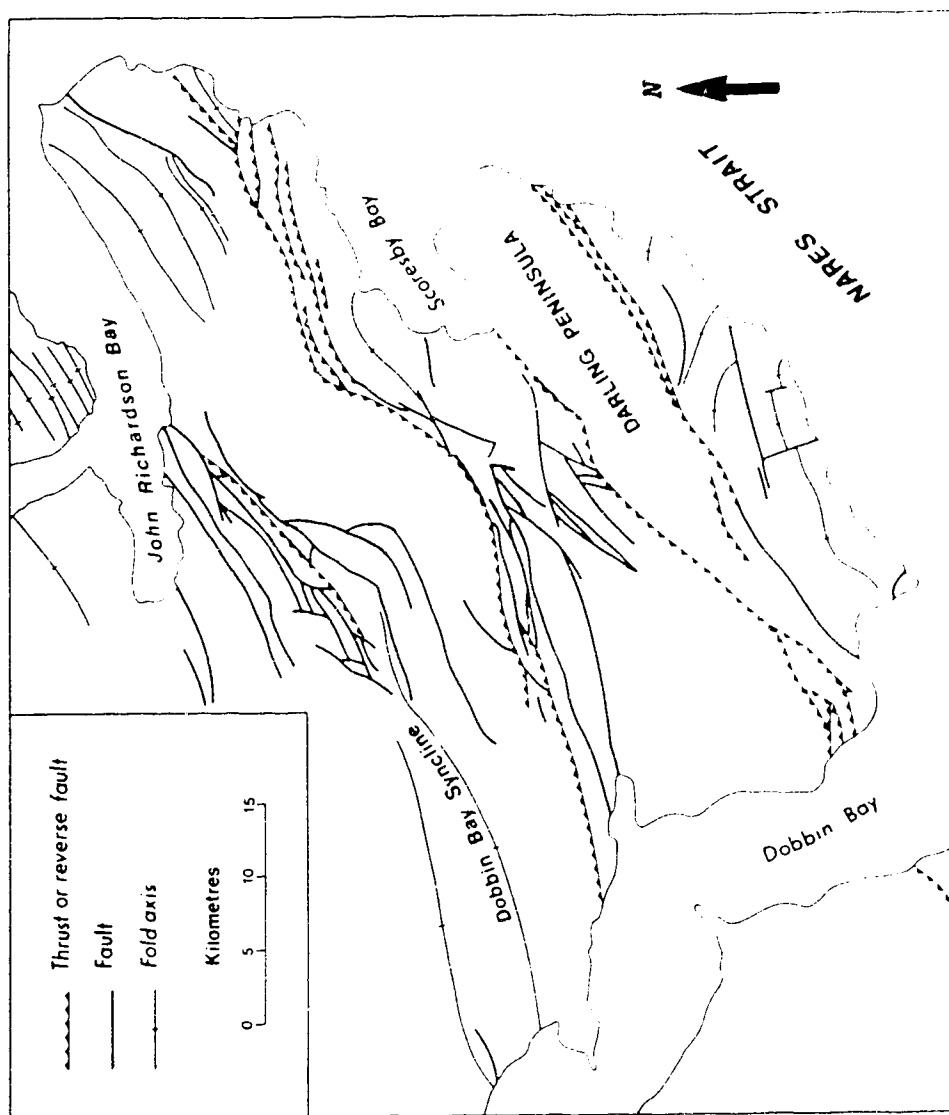 Thrust or reverse fault
Fault
Fold axis
Kilometres
0 5 10 15
John Richardson Bay
Scoresby Bay
DARLING PENINSULA
NARES STRAIT
N
Dobbin Bay Syncline
Dobbin Bay